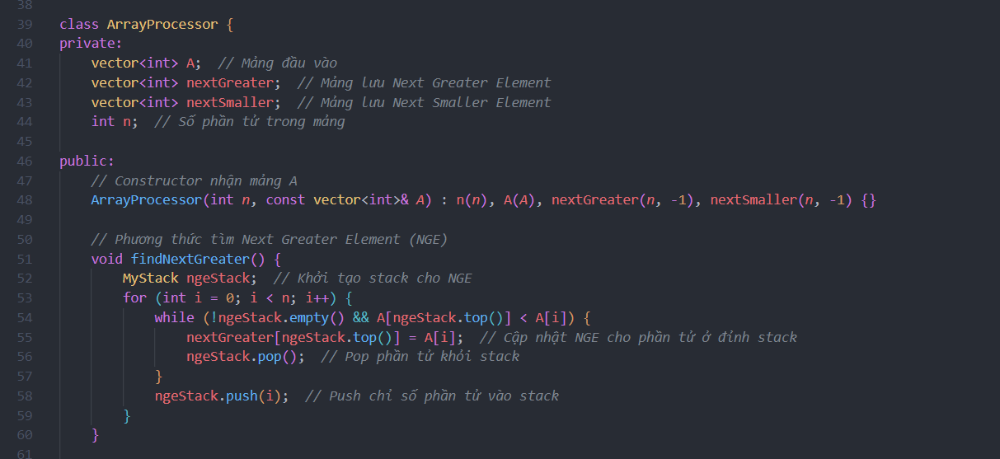 38
39 class ArrayProcessor {
40 private:
41     vector<int> A;  // Mảng đầu vào
42     vector<int> nextGreater;  // Mảng lưu Next Greater Element
43     vector<int> nextSmaller;  // Mảng lưu Next Smaller Element
44     int n;  // Số phần tử trong mảng
45
46 public:
47     // Constructor nhận mảng A
48     ArrayProcessor(int n, const vector<int>& A) : n(n), A(A), nextGreater(n, -1), nextSmaller(n, -1) {}
49
50     // Phương thức tìm Next Greater Element (NGE)
51     void findNextGreater() {
52         MyStack ngeStack;  // Khởi tạo stack cho NGE
53         for (int i = 0; i < n; i++) {
54             while (!ngeStack.empty() && A[ngeStack.top()] < A[i]) {
55                 nextGreater[ngeStack.top()] = A[i];  // Cập nhật NGE cho phần tử ở đỉnh stack
56                 ngeStack.pop();  // Pop phần tử khỏi stack
57             }
58             ngeStack.push(i);  // Push chỉ số phần tử vào stack
59         }
60     }
61